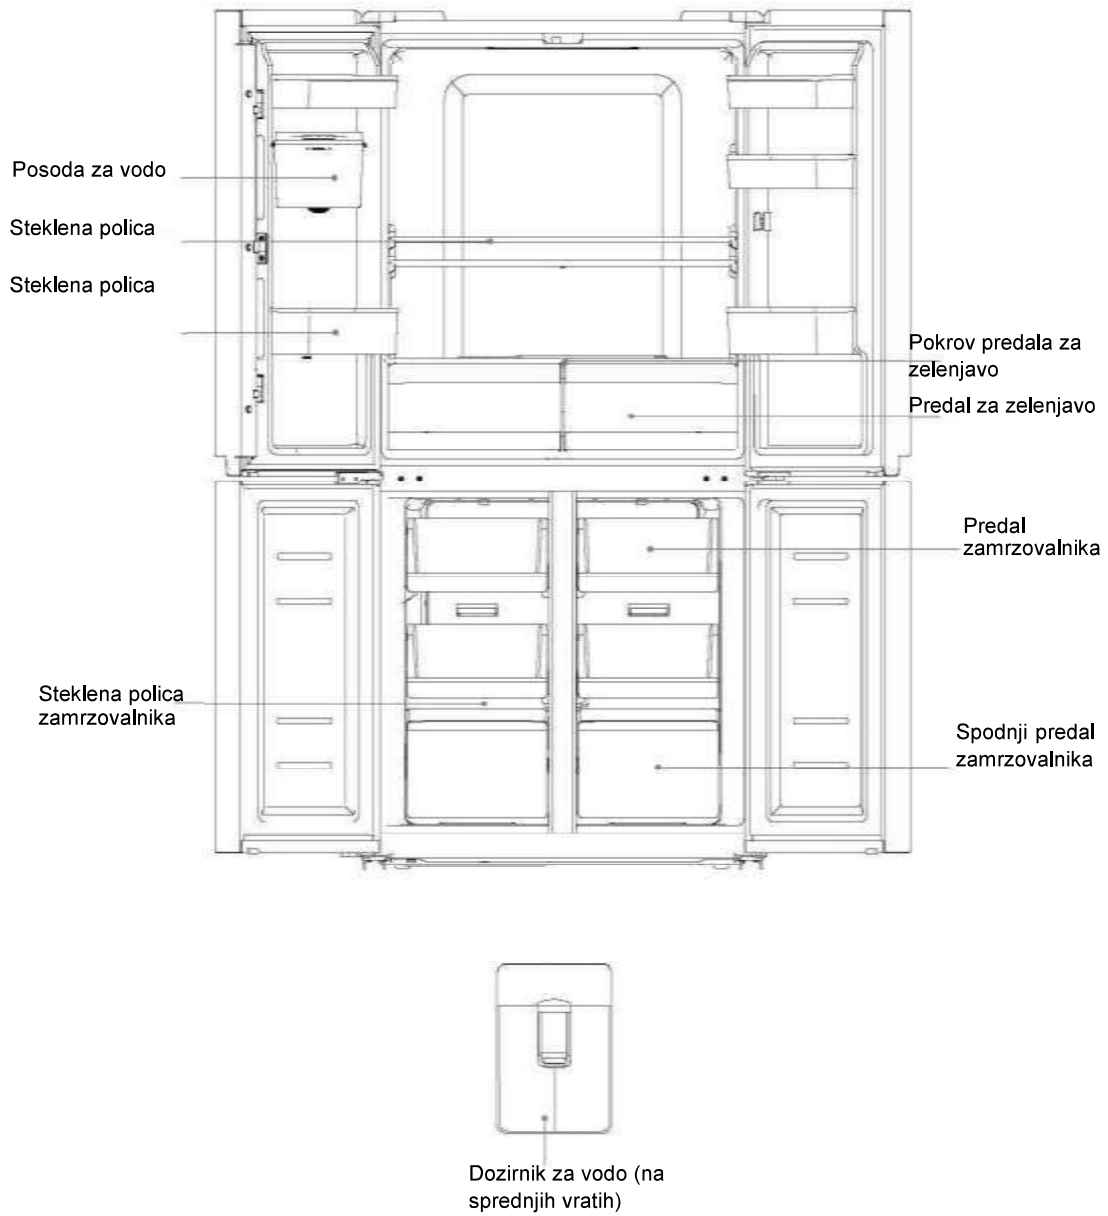 Posoda za vodo
Steklena polica
Steklena polica
Pokrov predala za
zelenjavo
Predal za zelenjavo
Predal
zamrzovalnika
Steklena polica
zamrzovalnika
Spodnji predal
zamrzovalnika
Dozirnik za vodo (na
sprednjih vratih)